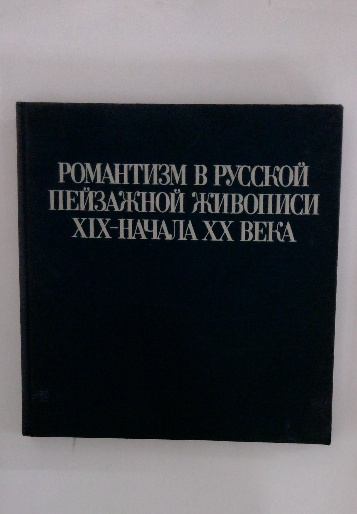 РОМАНТИЗМ В РУССКОЙ
ПЕЙЗАЖНОЙ ЖИВОПИСИ
XIX-НАЧАЛА XX ВЕКА